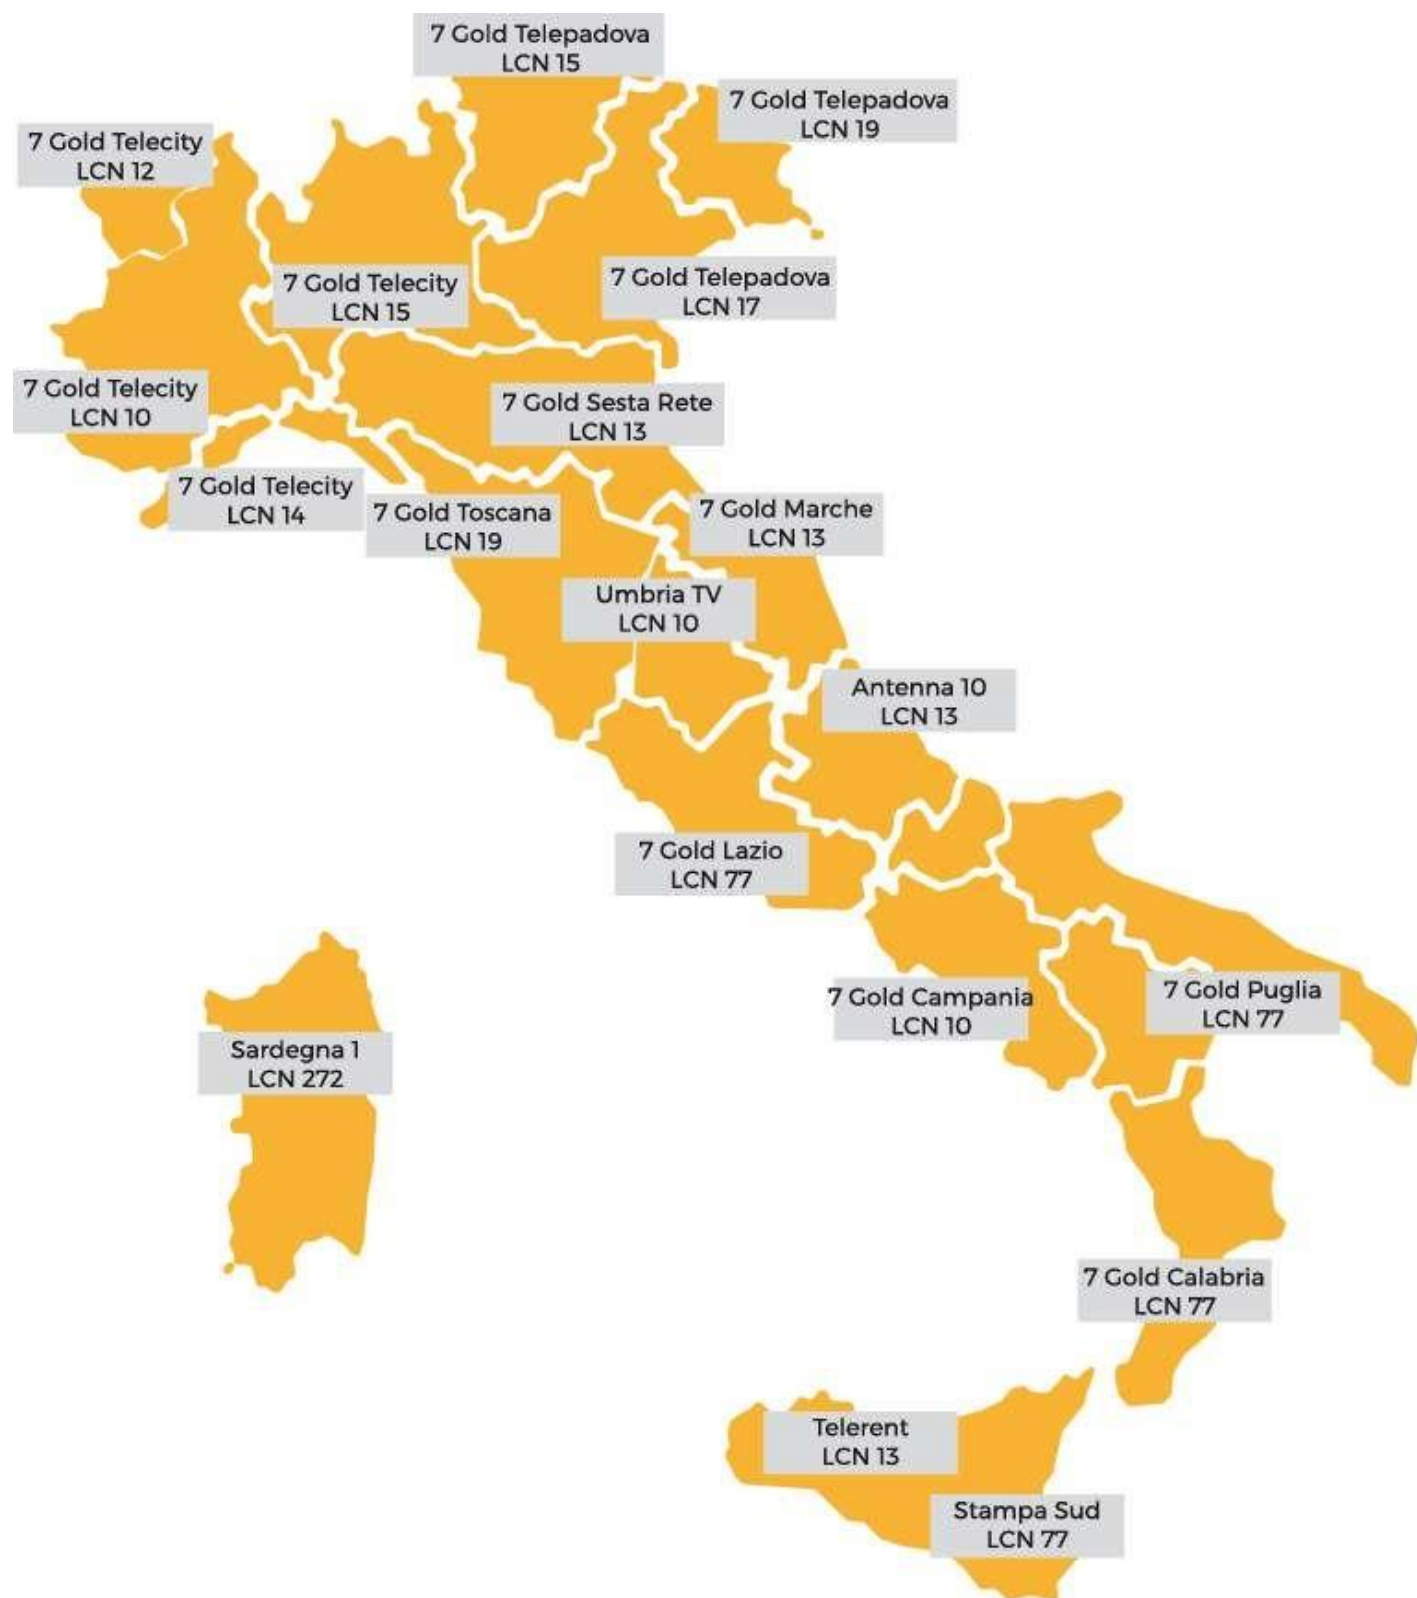 7 Gold Telepadova
LCN 15
7 Gold Telepadova
LCN 19
7 Gold Telecity
LCN 12
7 Gold Telecity
LCN 15
7 Gold Telepadova
LCN 17
7 Gold Telecity
LCN 10
7 Gold Sesta Rete
LCN 13
7 Gold Telecity
LCN 14
7 Gold Toscana
LCN 19
7 Gold Marche
LCN 13
Umbria TV
LCN 10
Antenna 10
LCN 13
7 Gold Lazio
LCN 77
7 Gold Campania
LCN 10
7 Gold Puglia
LCN 77
Sardegna 1
LCN 272
7 Gold Calabria
LCN 77
Telerent
LCN 13
Stampa Sud
LCN 77